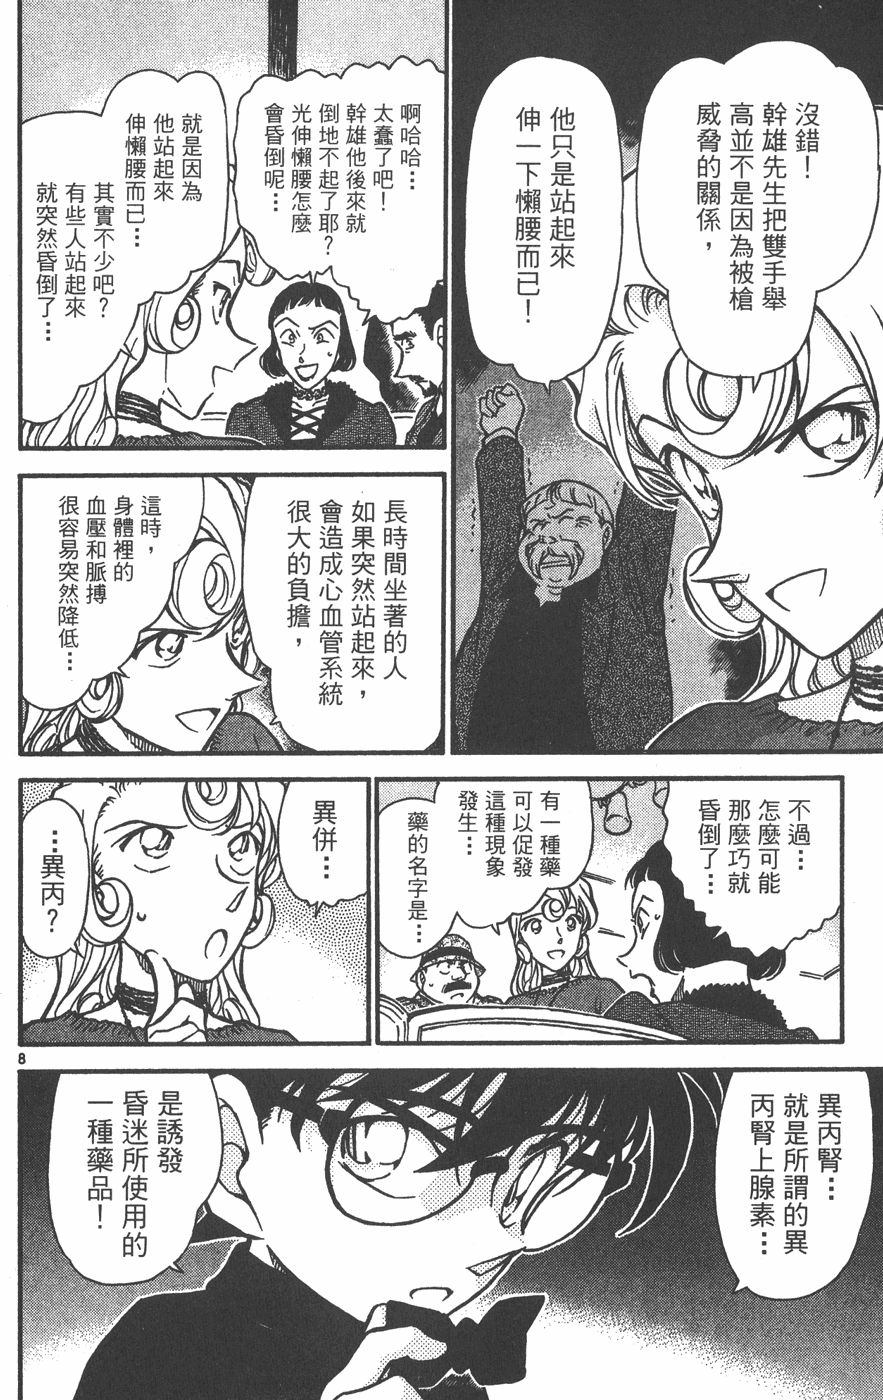 沒錯！
幹雄先生把雙手舉
高並不是因為被槍
威脅的關係，
他只是站起來
伸一下懶腰而已！
啊哈哈…
太蠢了吧！
幹雄他後來就
倒地不起了耶？
光伸懶腰怎麼
會昏倒呢…
就是因為
他站起來
伸懶腰而已…
其實不少吧？
有些人站起來
就突然昏倒了…
長時間坐著的人
如果突然站起來，
會造成心血管系統
很大的負擔，
這時，
身體裡的
血壓和脈搏
很容易突然降低…
不過…
怎麼可能
那麼巧就
昏倒了…
有一種藥
可以促發
這種現象
發生…
藥的名字是…
異併…
…異丙？
8
異丙腎…
就是所謂的異
丙腎上腺素…
是誘發
昏迷所使用的
一種藥品！